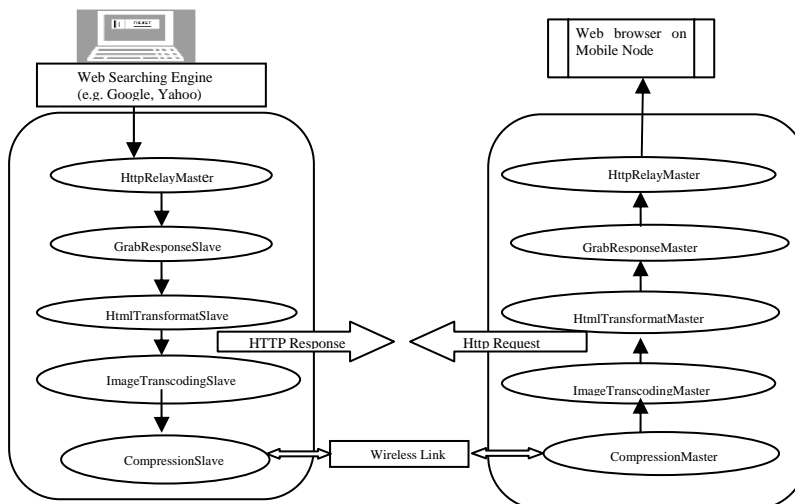 Web Searching Engine
(e.g. Google, Yahoo)
HttpRelayMaster
GrabResponseSlave
HtmlTransformatSlave
HTTP Response
ImageTranscodingSlave
CompressionSlave
Wireless Link
Web browser on
Mobile Node
HttpRelayMaster
GrabResponseMaster
HtmlTransformatMaster
Http Request
ImageTranscodingMaster
CompressionMaster